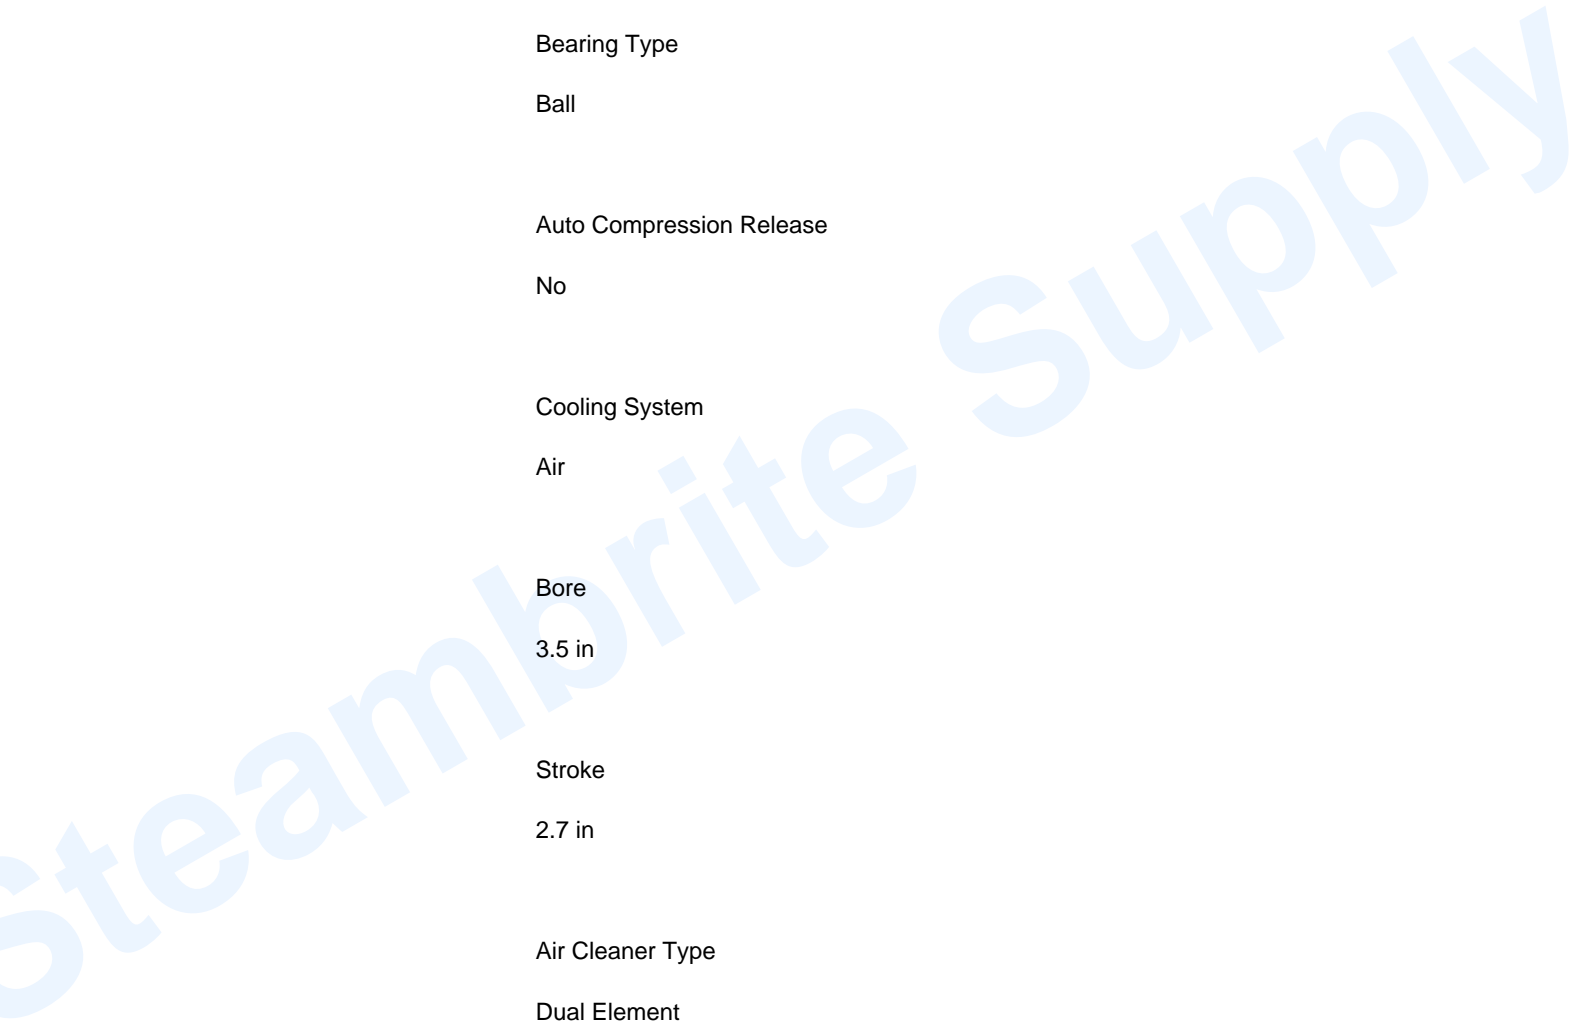 Bearing Type
Ball
Auto Compression Release
No
Cooling System
Air
Bore
3.5 in
Stroke
2.7 in
Air Cleaner Type
Dual Element
Steambrite Supply